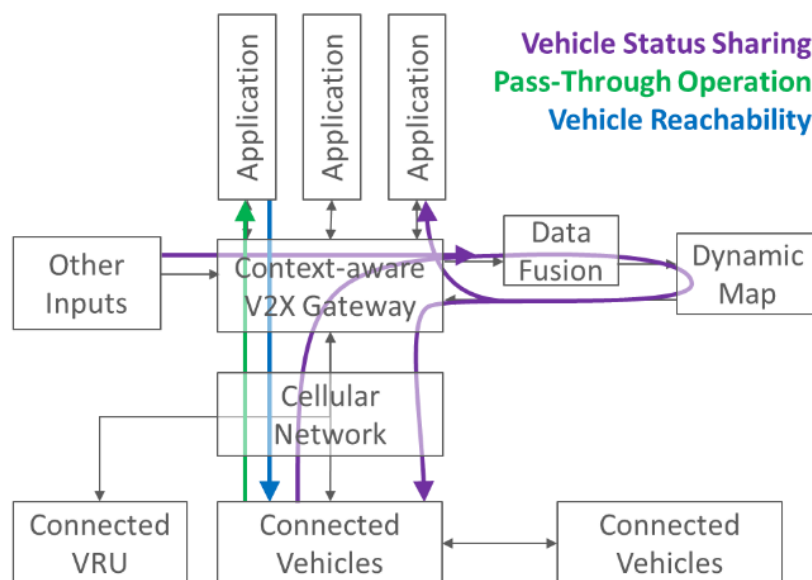 Application
Application
Application
Vehicle Status Sharing
Pass-Through Operation
Vehicle Reachability
Other
Inputs
Context-aware
V2X Gateway
Data
Fusion
Dynamic
Map
Cellular
Network
Connected
VRU
Connected
Vehicles
Connected
Vehicles